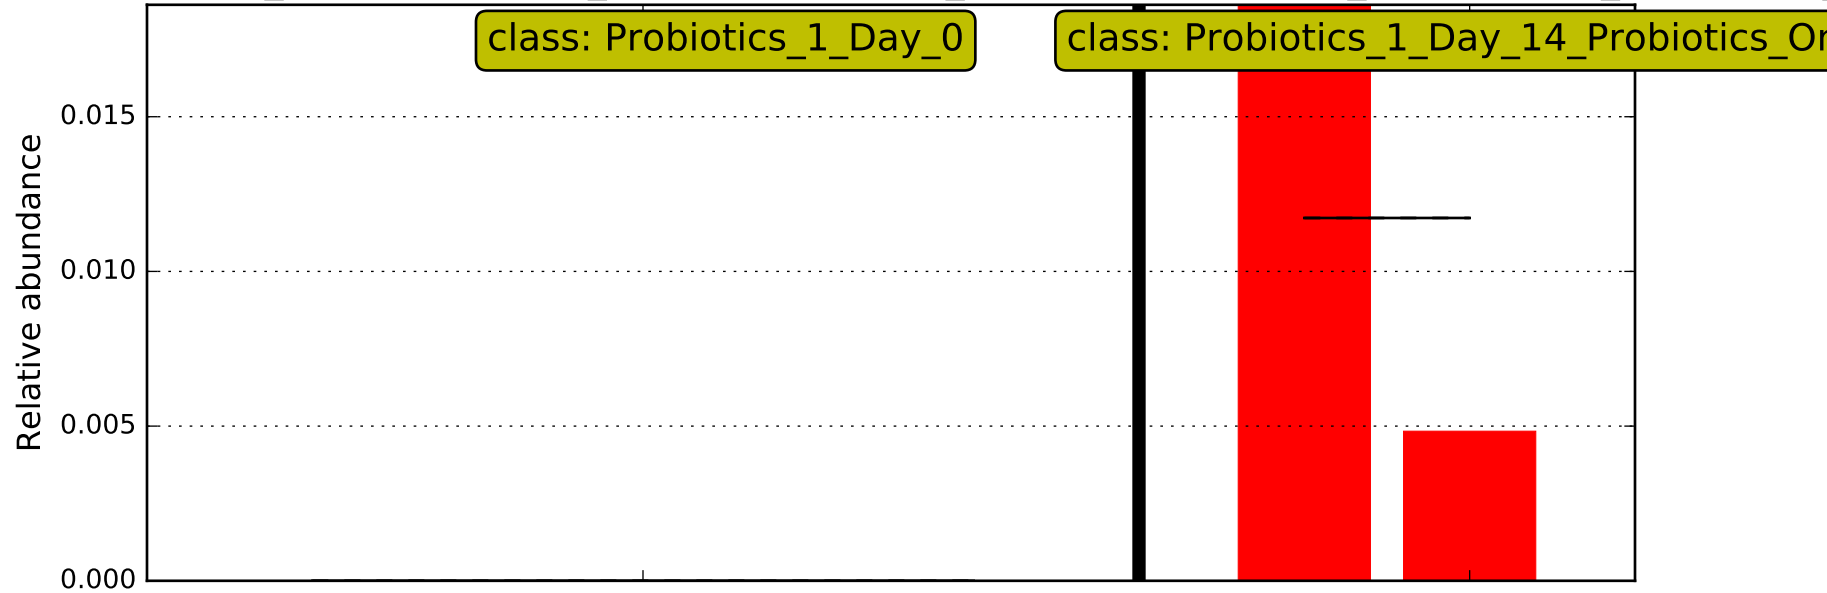 class: Probiotics_1_Day_0
class: Probiotics_1_Day_14_Probiotics_Or
0.015
0.010
0.005
0.000
Relative abundance